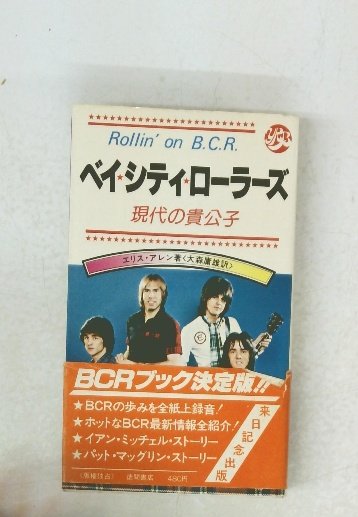 Rollin' on B.C.R.
ベイ★シティ★ローラーズ
現代の貴公子
エリス・アレン著〈大森庸雄訳〉
BCRブック決定版!!
★BCRの歩みを全紙上録音!
★ホットなBCR最新情報全紹介!
★イアン・ミッチェル・ストーリー
★パット・マッグリン・ストーリー
来日記念出版
〈版権独占〉 徳間書店 480円